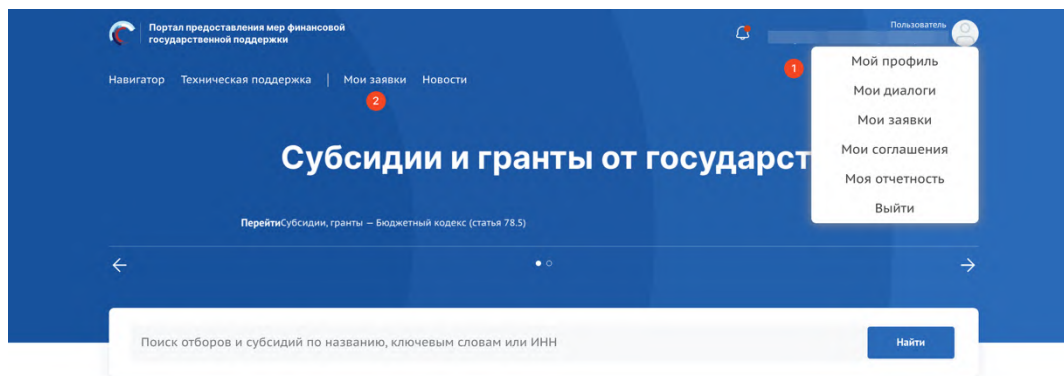 Портал предоставления мер финансовой
государственной поддержки
Пользователь
Навигатор Техническая поддержка | Мои заявки Новости
1
2
Мой профиль
Мои диалоги
Мои заявки
Мои соглашения
Моя отчетность
Выйти
Субсидии и гранты от государст
ПерейтиСубсидии, гранты — Бюджетный кодекс (статья 78.5)
Поиск отборов и субсидий по названию, ключевым словам или ИНН
Найти